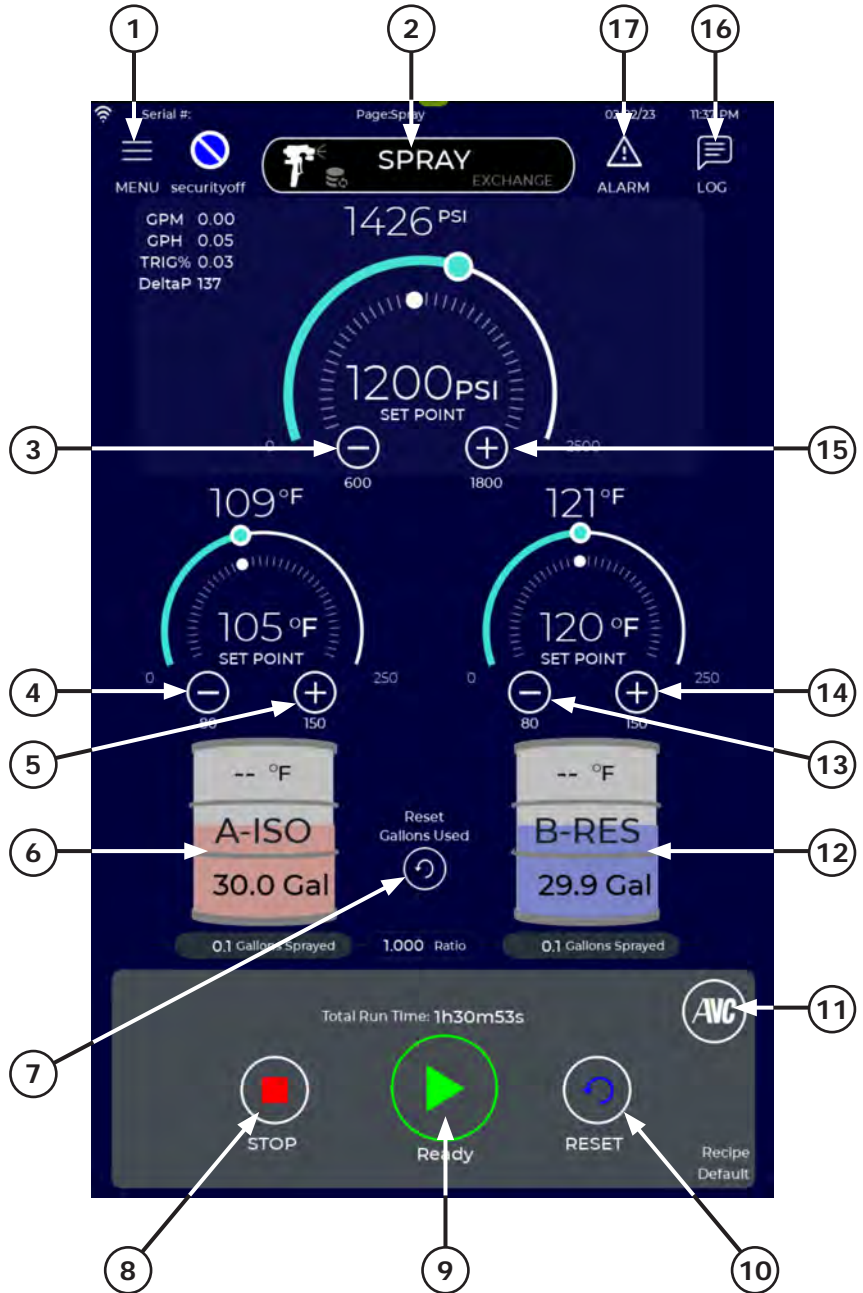 1
2
17
16
Serial #:
Page:Spray
02/02/23
11:37 PM
MENU
securityoff
SPRAY
EXCHANGE
ALARM
LOG
GPM 0.00
GPH 0.05
TRIG% 0.03
DeltaP 137
1426 PSI
1200PSI
SET POINT
3
0
2500
15
600
1800
109°F
121°F
105 °F
SET POINT
120 °F
SET POINT
4
0
250
0
250
14
80
150
80
150
5
13
-- °F
-- °F
Reset
Gallons Used
6
A-ISO
B-RES
12
30.0 Gal
29.9 Gal
0.1 Gallons Sprayed
1.000 Ratio
0.1 Gallons Sprayed
7
Total Run Time: 1h30m53s
AVC
11
STOP
Ready
RESET
Recipe
Default
8
9
10